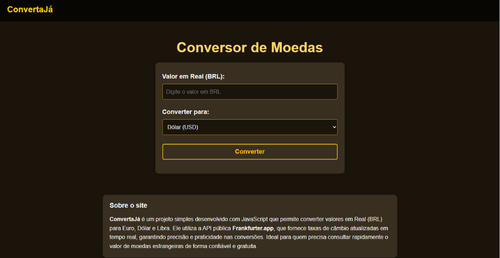 ConvertaJá
Conversor de Moedas
Valor em Real (BRL):
Digite o valor em BRL
Converter para:
Dólar (USD)
Converter
Sobre o site
ConvertaJá é um projeto simples desenvolvido com JavaScript que permite converter valores em Real (BRL)
para Euro, Dólar e Libra. Ele utiliza a API pública Frankfurter.app, que fornece taxas de câmbio atualizadas em
tempo real, garantindo precisão e praticidade nas conversões. Ideal para quem precisa consultar rapidamente o
valor de moedas estrangeiras de forma confiável e gratuita.